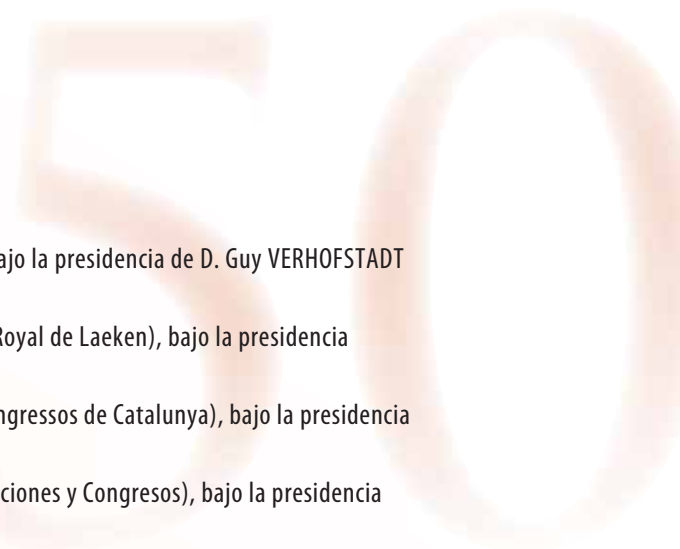 50
ajo la presidencia de D. Guy VERHOFSTADT
Royal de Laeken), bajo la presidencia
ngressos de Catalunya), bajo la presidencia
ciones y Congresos), bajo la presidencia